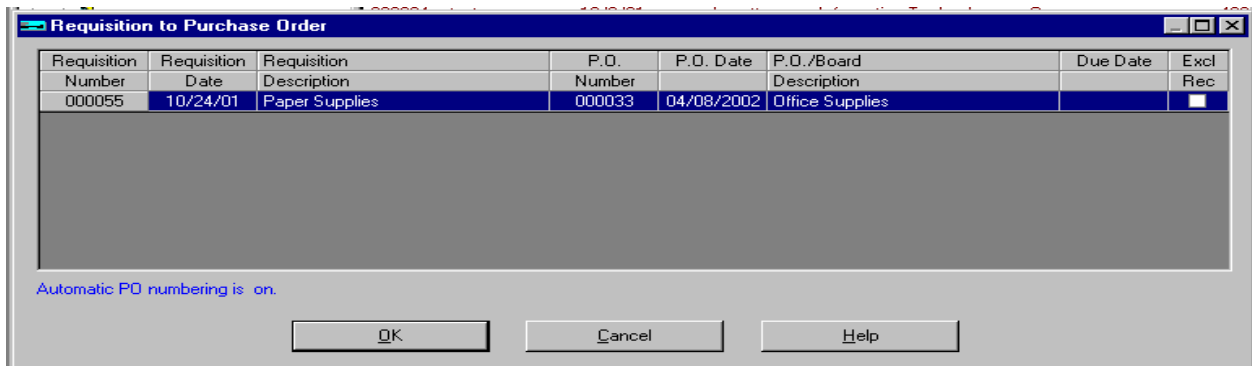 Requisition to Purchase Order
Requisition Requisition Requisition P.O. P.O. Date P.O./Board Due Date Excl
Number Date Description Number Description Rec
000055 10/24/01 Paper Supplies 000033 04/08/2002 Office Supplies
Automatic PO numbering is on.
OK Cancel Help